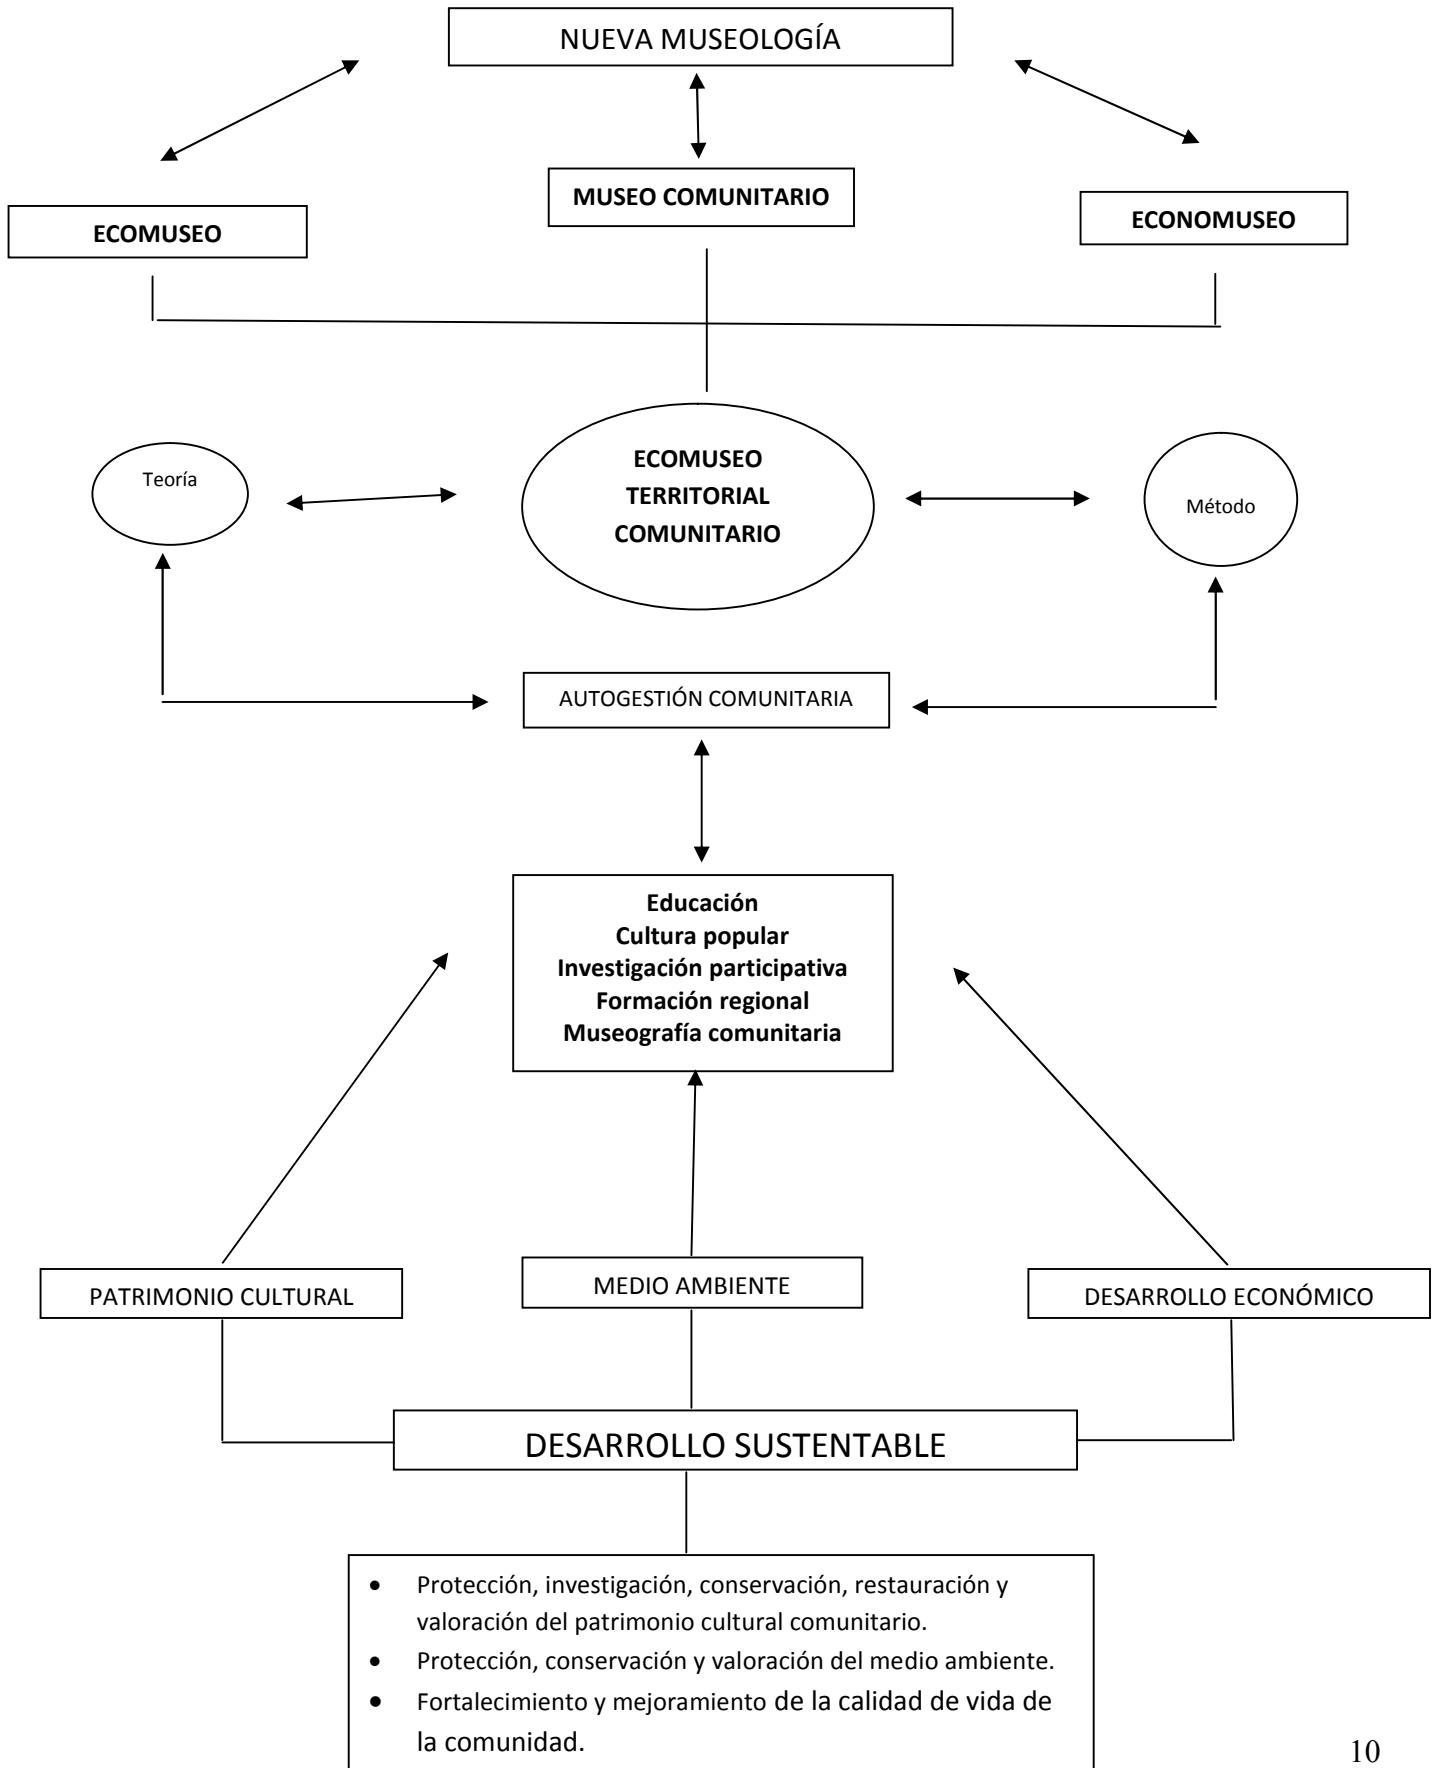 NUEVA MUSEOLOGÍA
ECOMUSEO
MUSEO COMUNITARIO
ECONOMUSEO
Teoría
ECOMUSEO
TERRITORIAL
COMUNITARIO
Método
AUTOGESTIÓN COMUNITARIA
Educación
Cultura popular
Investigación participativa
Formación regional
Museografía comunitaria
PATRIMONIO CULTURAL
MEDIO AMBIENTE
DESARROLLO ECONÓMICO
DESARROLLO SUSTENTABLE
• Protección, investigación, conservación, restauración y
valoración del patrimonio cultural comunitario.
• Protección, conservación y valoración del medio ambiente.
• Fortalecimiento y mejoramiento de la calidad de vida de
la comunidad.
10